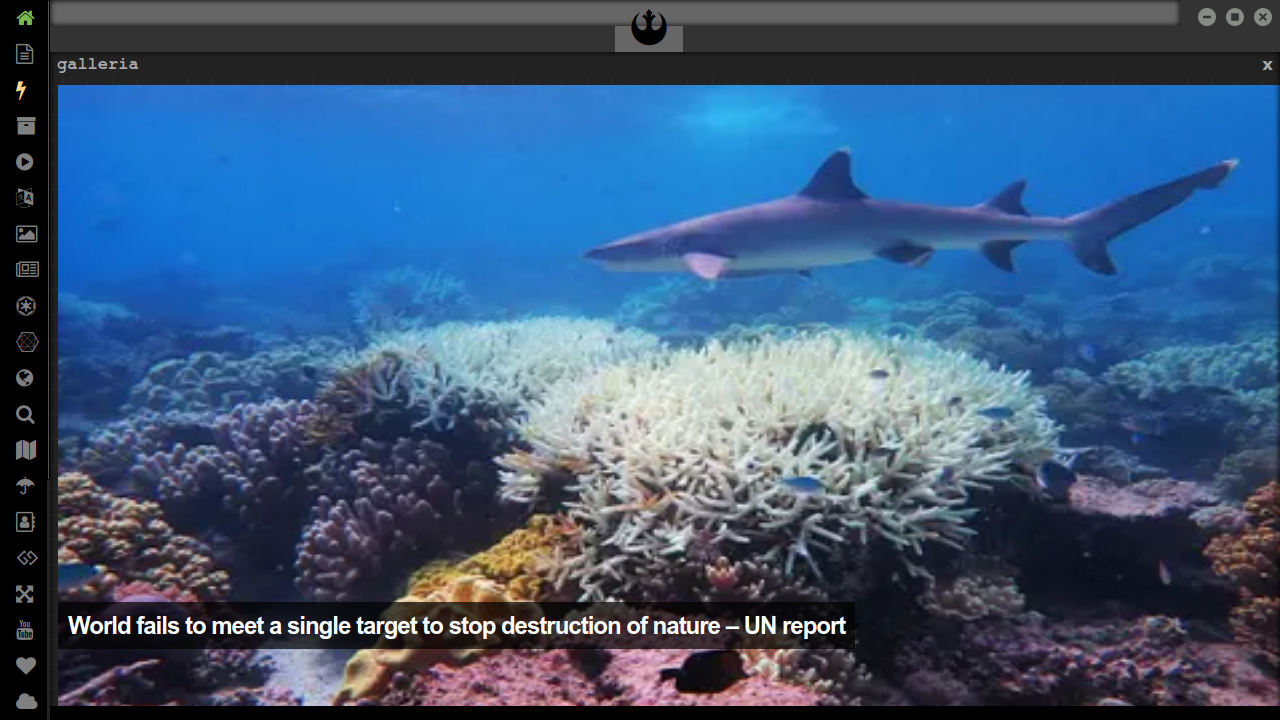 galleria
x
World fails to meet a single target to stop destruction of nature – UN report
You
Tube